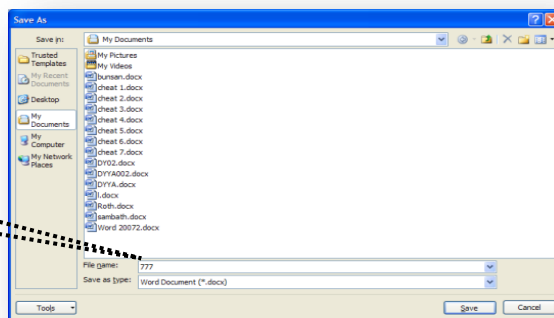 Save As
Save in:
My Documents
Trusted
Templates
My Recent
Documents
Desktop
My
Documents
My
Computer
My Network
Places
My Pictures
My Videos
bunsan.docx
cheat 1.docx
cheat 2.docx
cheat 3.docx
cheat 4.docx
cheat 5.docx
cheat 6.docx
cheat 7.docx
DY02.docx
DYYA002.docx
DYYA.docx
l.docx
Roth.docx
sambath.docx
Word 20072.docx
File name:
777
Save as type:
Word Document (*.docx)
Tools
Save
Cancel